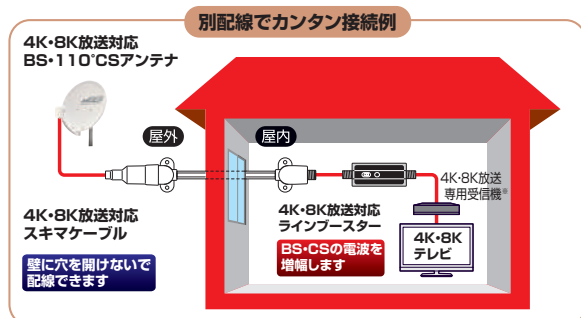 別配線でカンタン接続例
4K・8K放送対応
BS・110°CSアンテナ
屋外
屋内
4K・8K放送
専用受信機※
4K・8K放送対応
スキマケーブル
壁に穴を開けないで
配線できます
4K・8K放送対応
ラインブースター
BS・CSの電波を
増幅します
4K・8K
テレビ